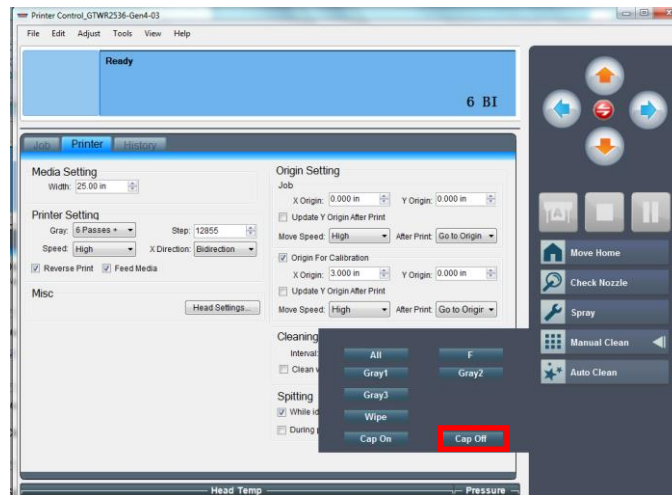 Printer Control_GTWR2536-Gen4-03
File Edit Adjust Tools View Help
Ready
6 BI
Job Printer History
Media Setting
Width: 25.00 in
Printer Setting
Gray: 6 Passes + Step: 12855
Speed: High X Direction: Bidirection
Reverse Print Feed Media
Misc
Head Settings...
Origin Setting
Job
X Origin: 0.000 in Y Origin: 0.000 in
Update Y Origin After Print
Move Speed: High After Print: Go to Origin
Origin For Calibration
X Origin: 3.000 in Y Origin: 0.000 in
Update Y Origin After Print
Move Speed: High After Print: Go to Origin
Cleaning
Interval:
Clean
Spitting
While
During
All F
Gray1 Gray2
Gray3
Wipe
Cap On Cap Off
A
Move Home
Check Nozzle
Spray
Manual Clean
Auto Clean
Head Temp Pressure